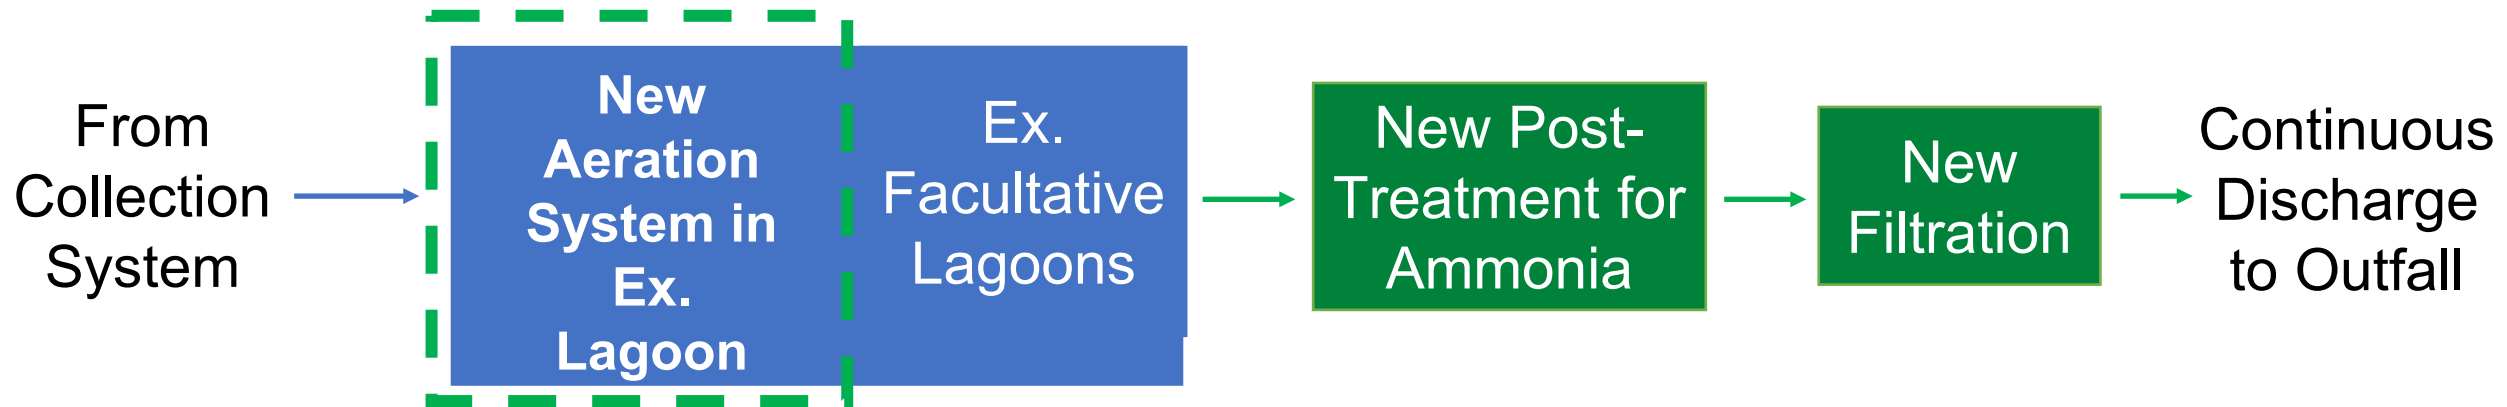 From
Collection
System
New
Aeration
System in
Ex.
Lagoon
Ex.
Facultative
Lagoons
New Post-
Treatment for
Ammonia
New
Filtration
Continuous
Discharge
to Outfall